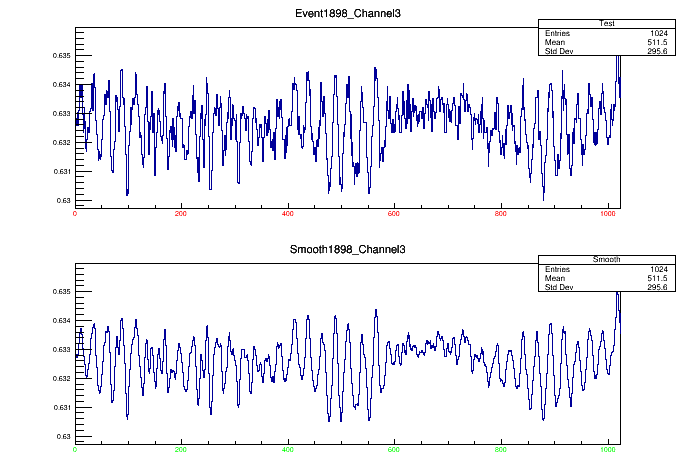 Event1898_Channel3
Test
Entries 1024
Mean 511.5
Std Dev 295.6
0.635
0.634
0.633
0.632
0.631
0.63
0 200 400 600 800 1000
Smooth1898_Channel3
Smooth
Entries 1024
Mean 511.5
Std Dev 295.6
0.635
0.634
0.633
0.632
0.631
0.63
0 200 400 600 800 1000